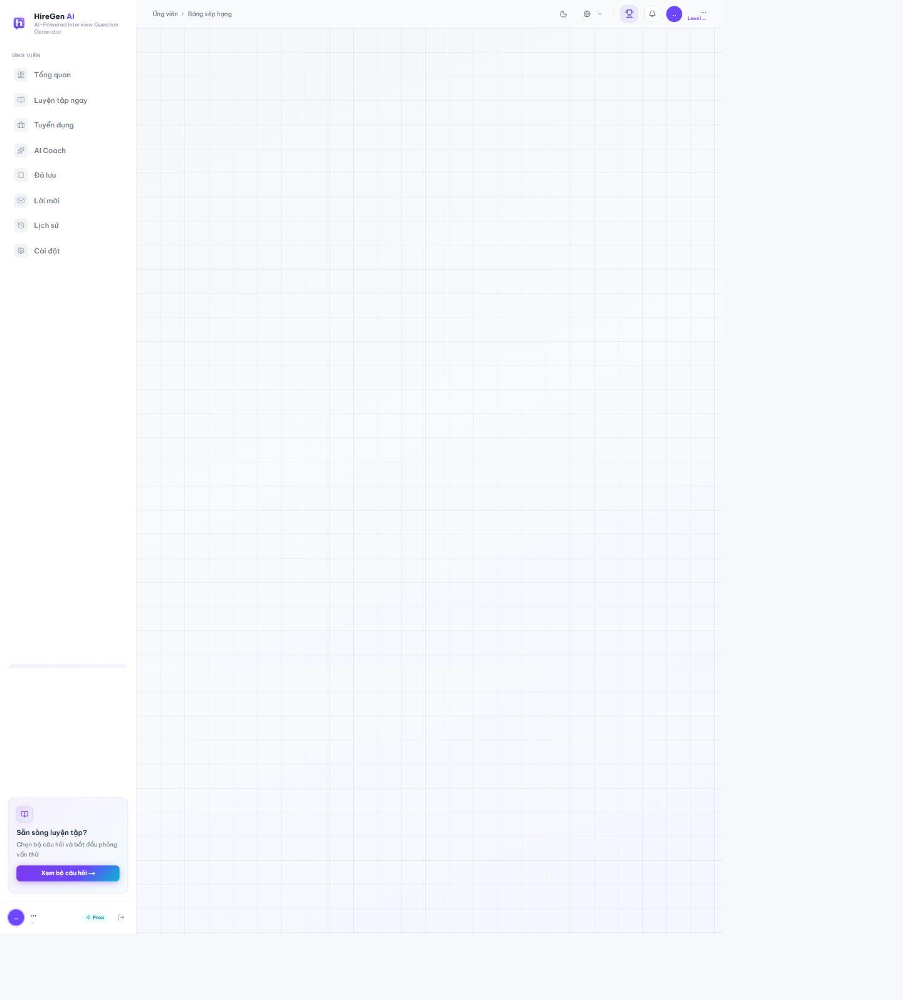 HireGen AI
AI-Powered Interview Question
Generator
ỨNG VIÊN
Tổng quan
Luyện tập ngay
Tuyển dụng
AI Coach
Đã lưu
Lời mời
Lịch sử
Cài đặt
Sẵn sàng luyện tập?
Chọn bộ câu hỏi và bắt đầu phỏng
vấn thử
Xem bộ câu hỏi →
..
...
...
Free
Ứng viên > Bảng xếp hạng
..
...
Level ...